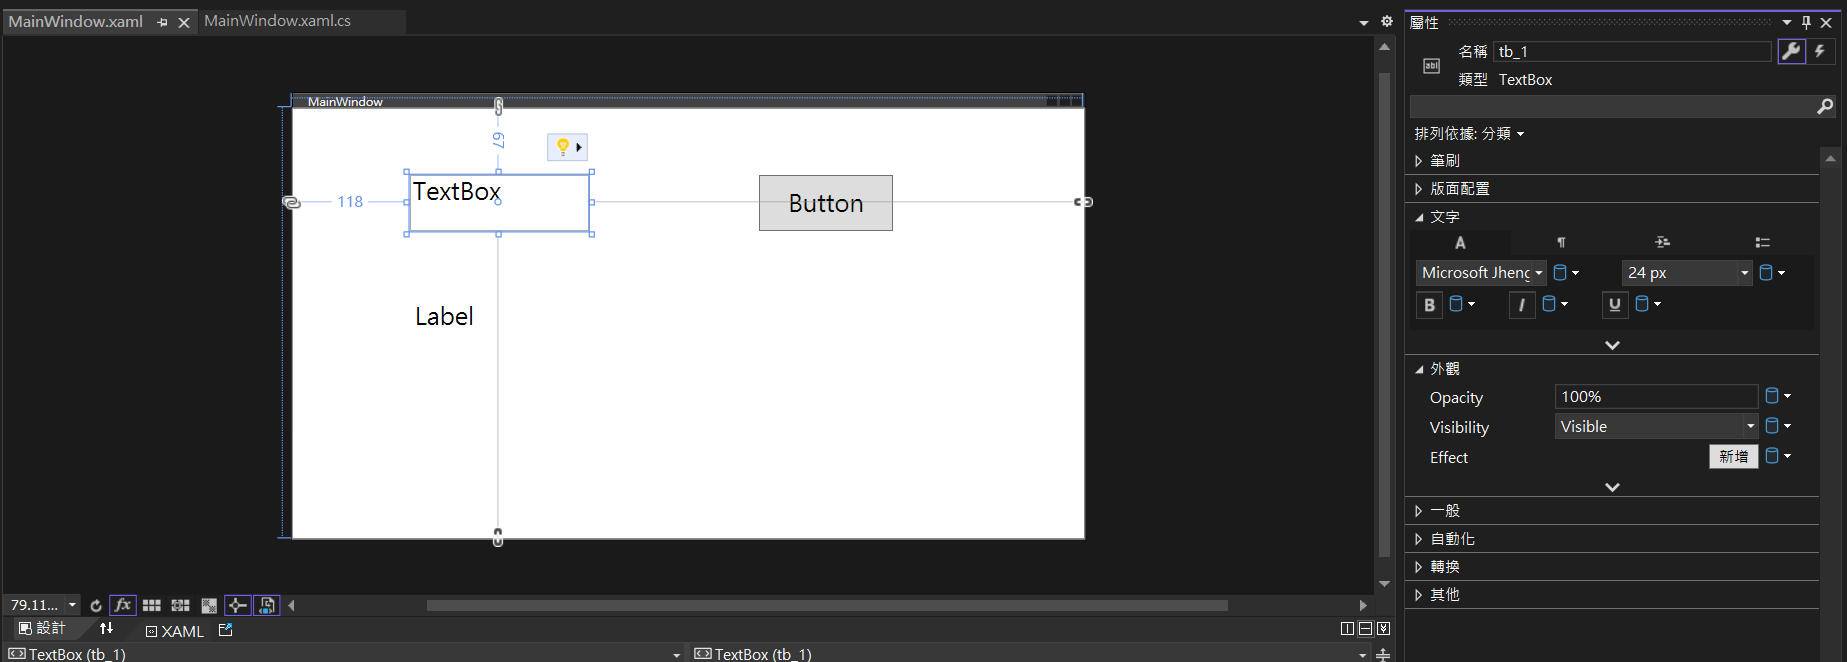 MainWindow.xaml
MainWindow.xaml.cs
MainWindow
67
118
TextBox
Button
Label
79.11...
fx
設計
XAML
TextBox (tb_1)
TextBox (tb_1)
屬性
名稱 tb_1
類型 TextBox
排列依據: 分類
筆刷
版面配置
文字
A ¶
Microsoft Jheng 24 px
B I U
外觀
Opacity 100%
Visibility Visible
Effect 新增
一般
自動化
轉換
其他